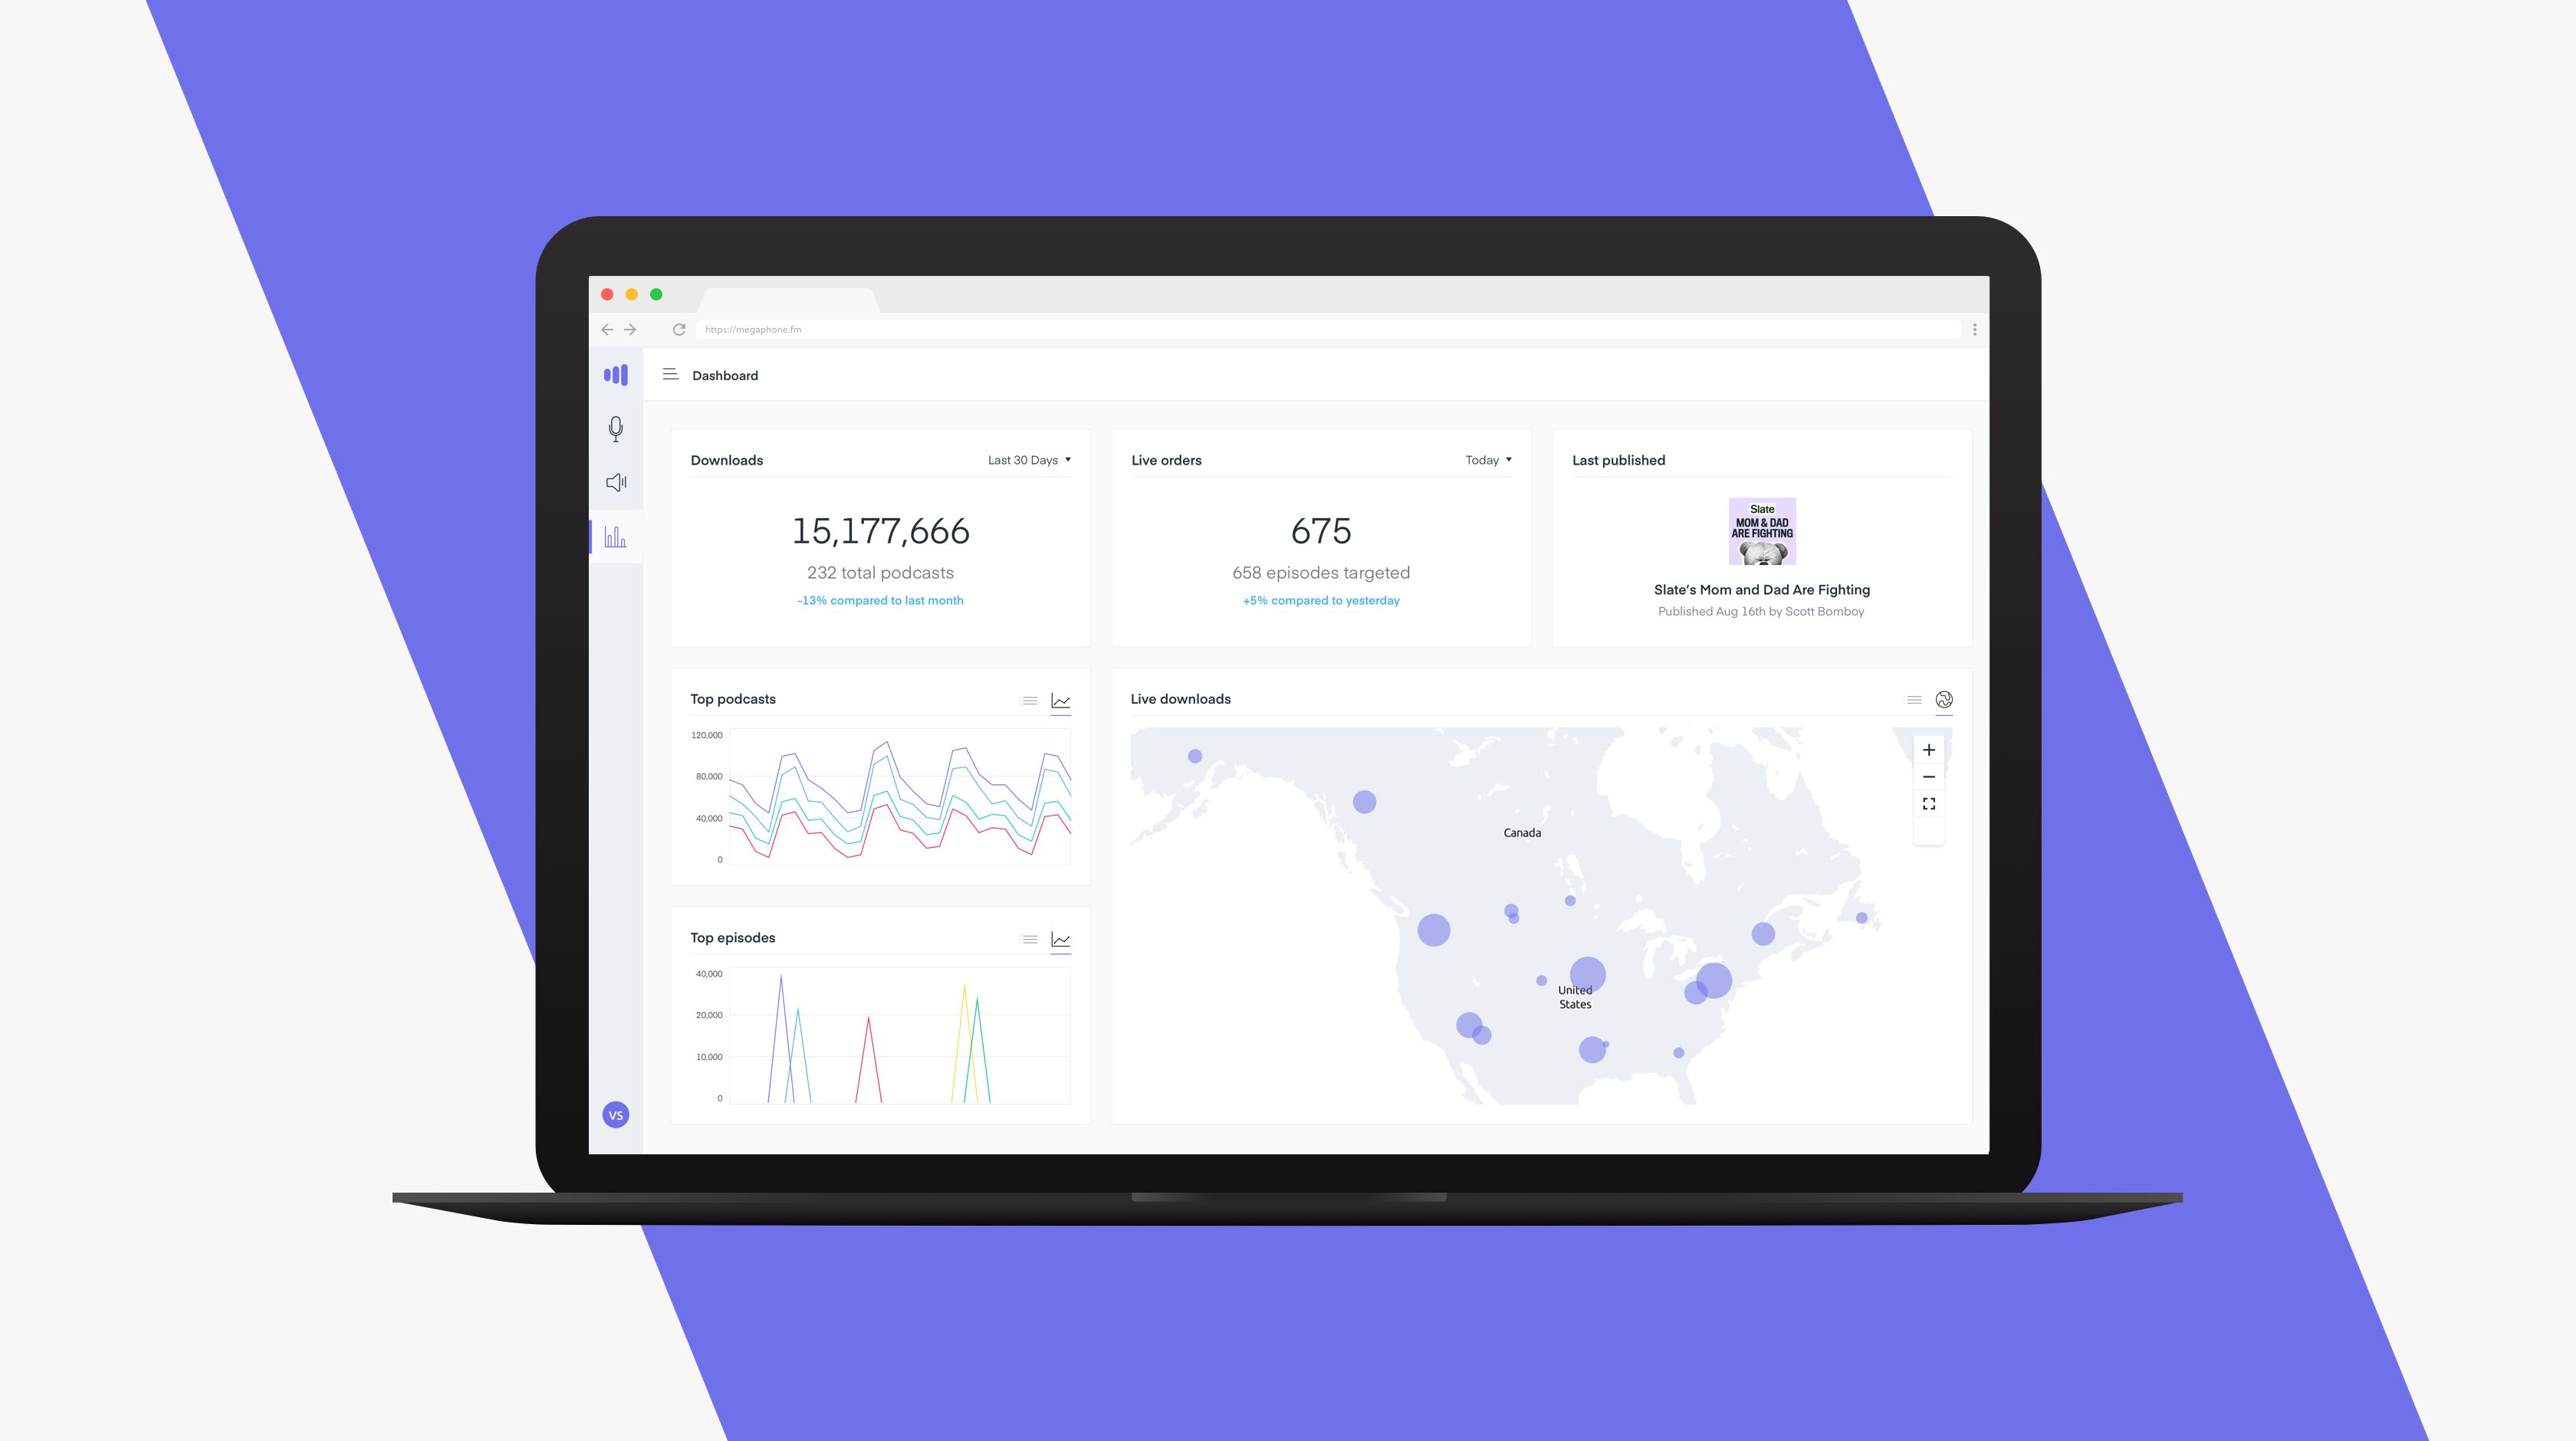 https://megaphone.fm
Dashboard
Downloads
Last 30 Days
15,177,666
232 total podcasts
-13% compared to last month
Live orders
Today
675
658 episodes targeted
+5% compared to yesterday
Last published
Slate
MOM & DAD
ARE FIGHTING
Slate's Mom and Dad Are Fighting
Published Aug 16th by Scott Bomboy
Top podcasts
120,000
80,000
40,000
0
Top episodes
40,000
20,000
10,000
0
Live downloads
Canada
United
States
VS